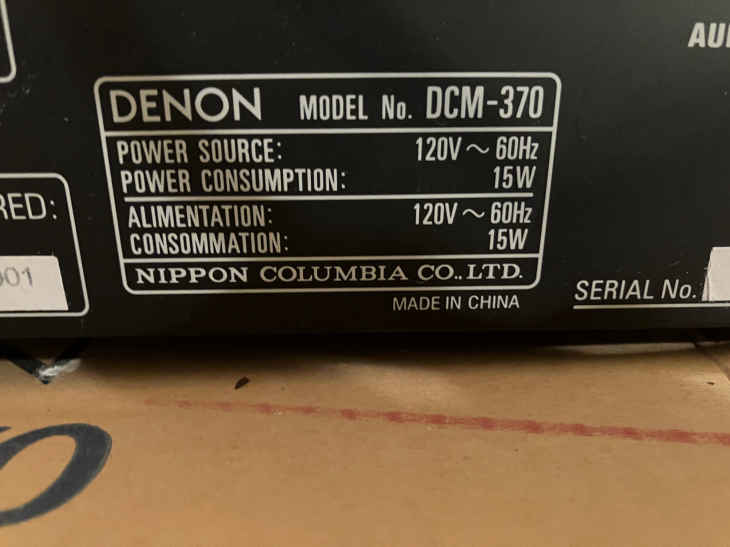 DENON MODEL No. DCM-370
POWER SOURCE: 120V ~ 60Hz
POWER CONSUMPTION: 15W
ALIMENTATION: 120V ~ 60Hz
CONSOMMATION: 15W
NIPPON COLUMBIA CO.,LTD.
MADE IN CHINA
SERIAL No.